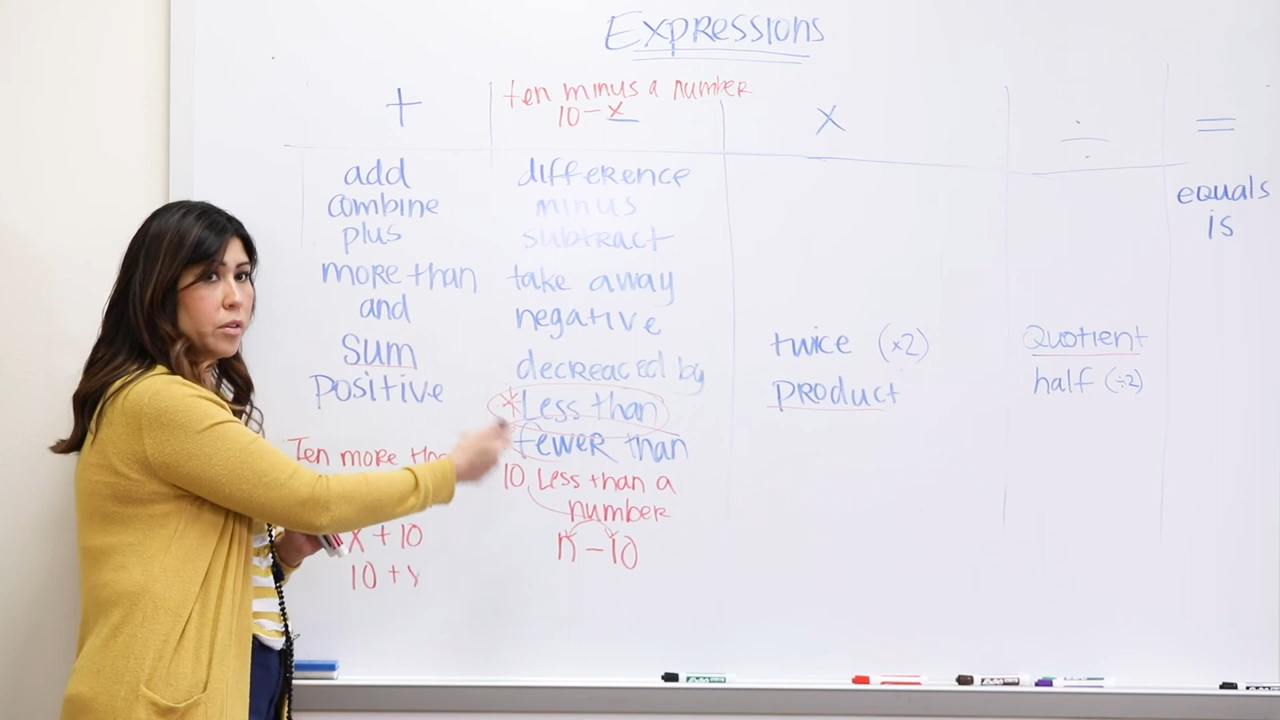 Expressions
+
ten minus a number
10 - x
x
÷
=
add
combine
plus
more than
and
sum
positive
Ten more
x + 10
10 +
difference
minus
subtract
take away
negative
decreaced by
*Less than
fewer than
10 Less than a
number
n - 10
twice (x2)
product
Quotient
half (÷2)
equals
is